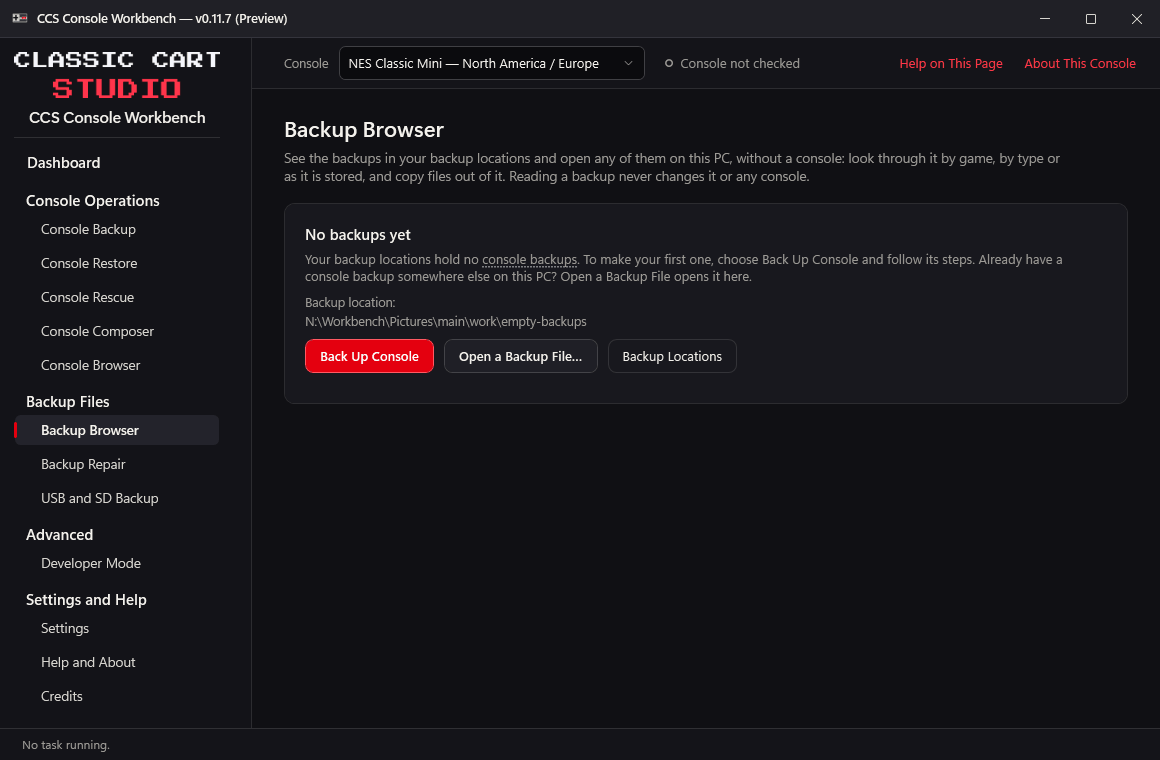 CCS Console Workbench — v0.11.7 (Preview)
CLASSIC CART
STUDIO
CCS Console Workbench
Dashboard
Console Operations
Console Backup
Console Restore
Console Rescue
Console Composer
Console Browser
Backup Files
Backup Browser
Backup Repair
USB and SD Backup
Advanced
Developer Mode
Settings and Help
Settings
Help and About
Credits
Console
NES Classic Mini — North America / Europe
Console not checked
Help on This Page
About This Console
Backup Browser
See the backups in your backup locations and open any of them on this PC, without a console: look through it by game, by type or
as it is stored, and copy files out of it. Reading a backup never changes it or any console.
No backups yet
Your backup locations hold no console backups. To make your first one, choose Back Up Console and follow its steps. Already have a
console backup somewhere else on this PC? Open a Backup File opens it here.
Backup location:
N:\Workbench\Pictures\main\work\empty-backups
Back Up Console
Open a Backup File...
Backup Locations
No task running.